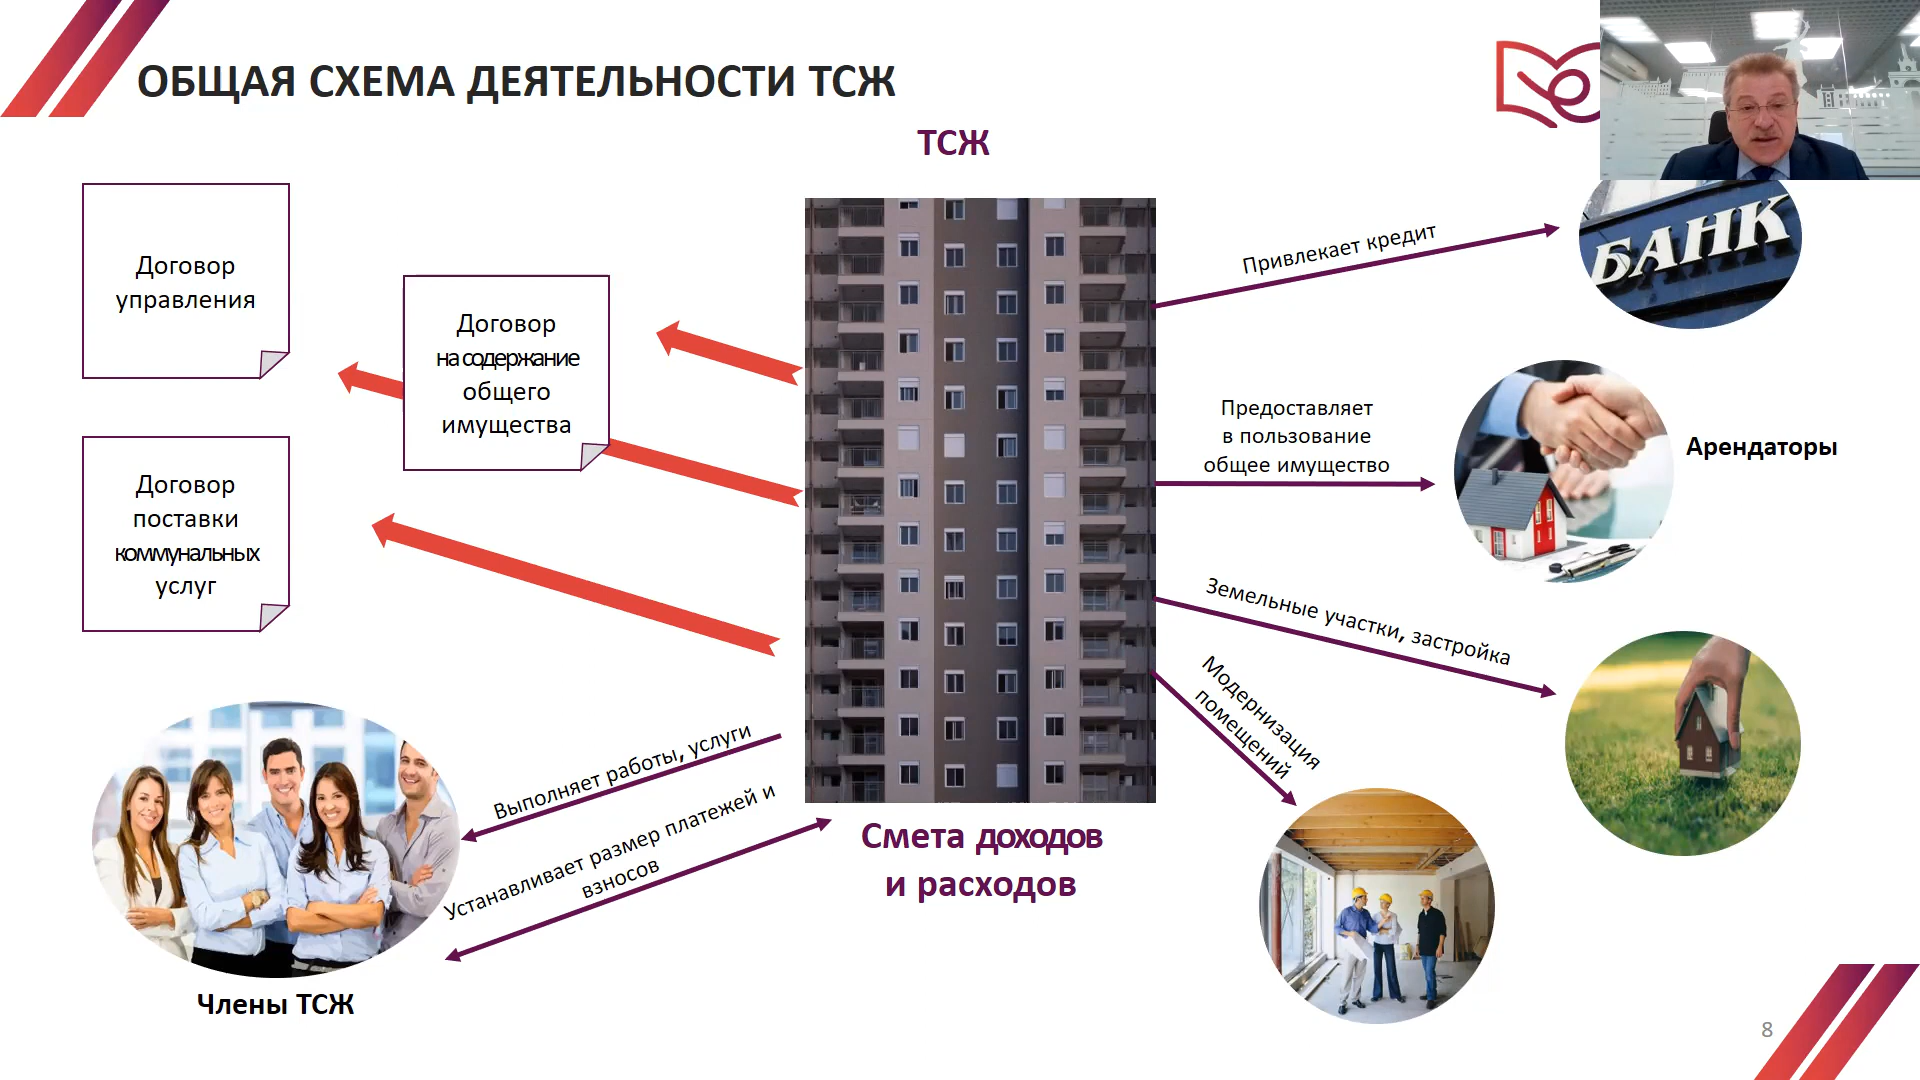 ОБЩАЯ СХЕМА ДЕЯТЕЛЬНОСТИ ТСЖ
ТСЖ
Договор
управления
Договор
на содержание
общего
имущества
Договор
поставки
коммунальных
услуг
Привлекает кредит
БАНК
Предоставляет
в пользование
общее имущество
Арендаторы
Земельные участки, застройка
Модернизация
помещений
Выполняет работы, услуги
Устанавливает размер платежей и
взносов
Смета доходов
и расходов
Члены ТСЖ
8